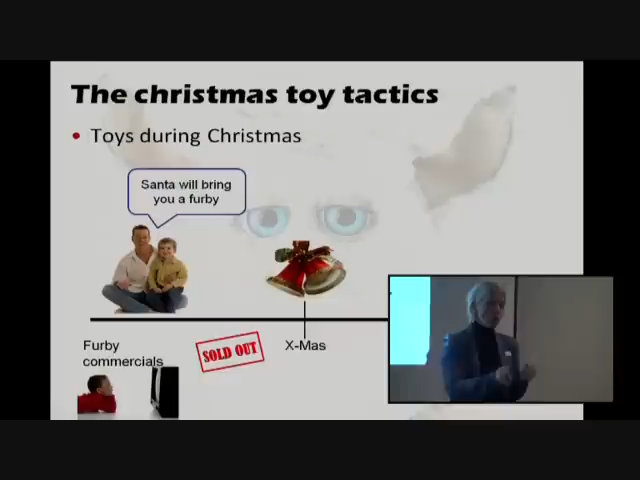 The christmas toy tactics
• Toys during Christmas
Santa will bring
you a furby
Furby
commercials
SOLD OUT
X-Mas